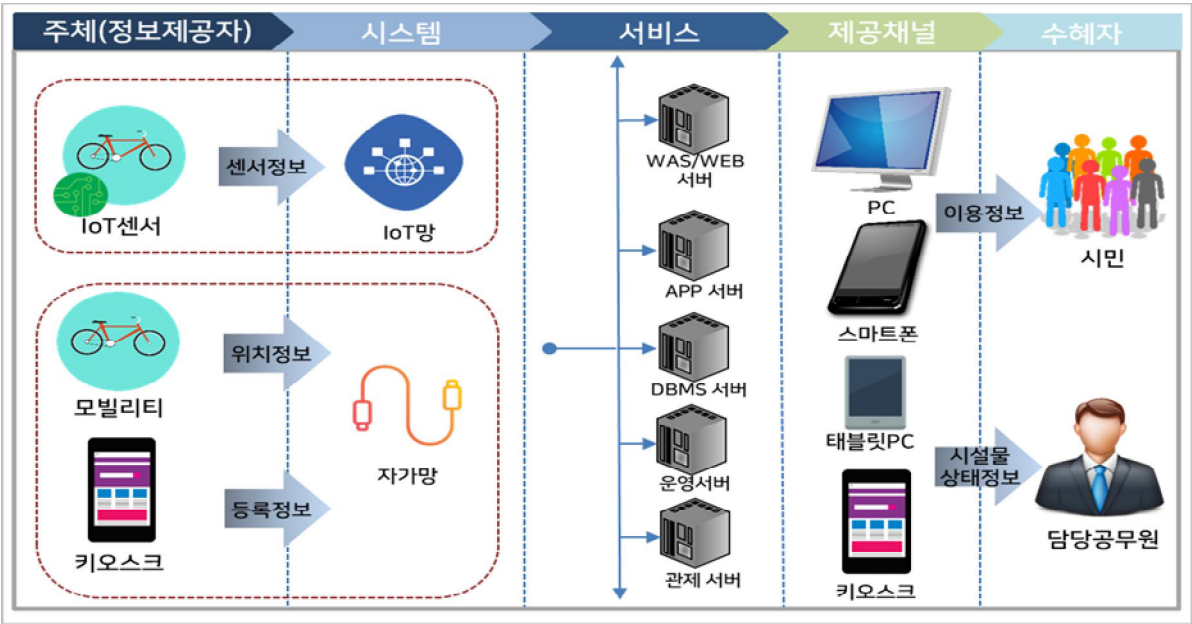 주체(정보제공자)
시스템
서비스
제공채널
수혜자
IoT센서
센서정보
IoT망
모빌리티
위치정보
키오스크
등록정보
자가망
WAS/WEB
서버
APP 서버
DBMS 서버
운영서버
관제 서버
PC
스마트폰
태블릿PC
키오스크
이용정보
시민
시설물
상태정보
담당공무원